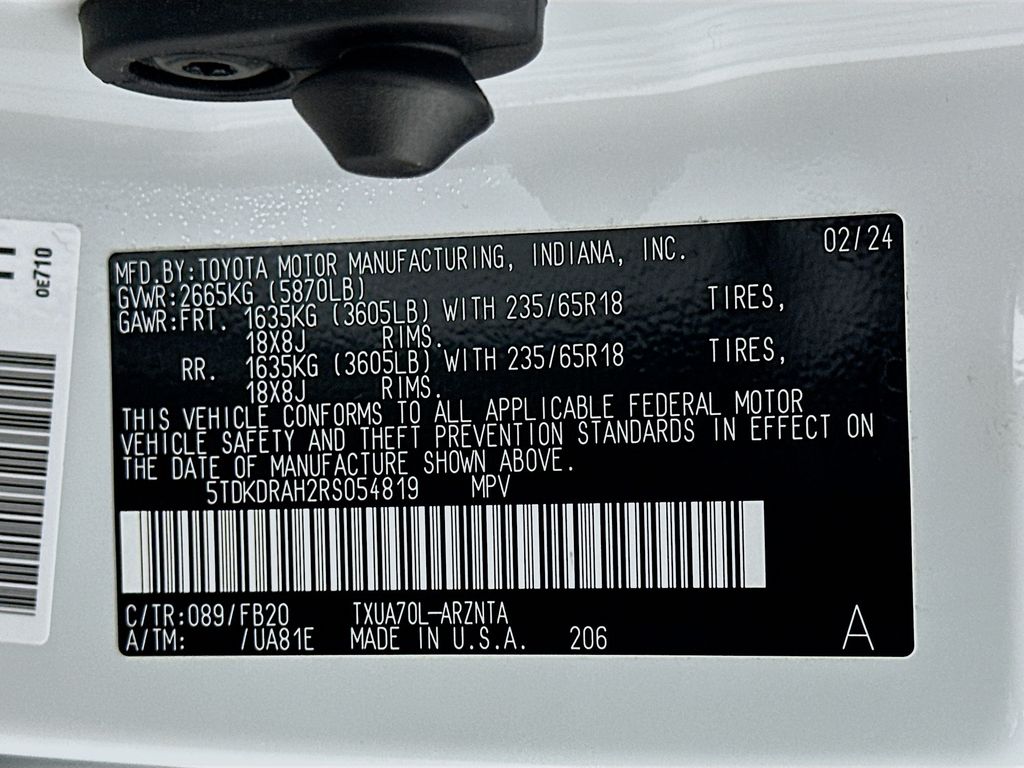 0E710
MFD.BY:TOYOTA MOTOR MANUFACTURING, INDIANA, INC. 02/24
GVWR:2665KG (5870LB)
GAWR:FRT. 1635KG (3605LB) WITH 235/65R18 TIRES,
18X8J RIMS.
RR. 1635KG (3605LB) WITH 235/65R18 TIRES,
18X8J RIMS.
THIS VEHICLE CONFORMS TO ALL APPLICABLE FEDERAL MOTOR
VEHICLE SAFETY AND THEFT PREVENTION STANDARDS IN EFFECT ON
THE DATE OF MANUFACTURE SHOWN ABOVE.
5TDKDRAH2RS054819 MPV
C/TR:089/FB20 TXUA70L-ARZNTA
A/TM: /UA81E MADE IN U.S.A. 206 A